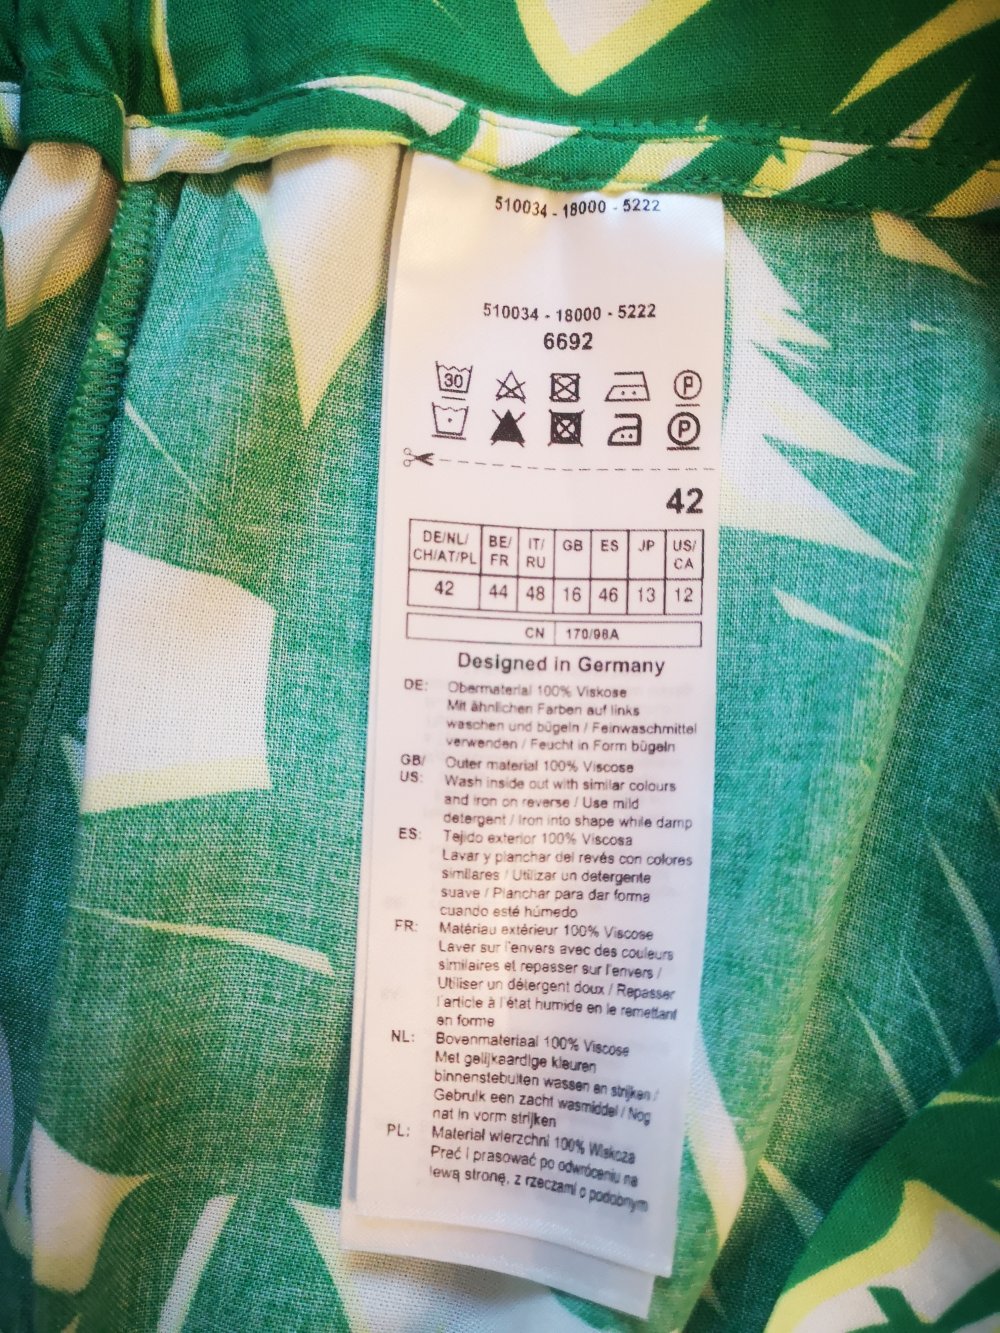 510034 - 18000 - 5222
510034 - 18000 - 5222
6692
30
P
P
42
DE/NL/ CH/AT/PL BE/ FR IT/ RU GB ES JP US/ CA
42 44 48 16 46 13 12
CN 170/98A
Designed in Germany
DE: Obermaterial 100% Viskose
Mit ähnlichen Farben auf links
waschen und bügeln / Feinwaschmittel
verwenden / Feucht in Form bügeln
GB/ US: Outer material 100% Viscose
Wash inside out with similar colours
and iron on reverse / Use mild
detergent / Iron into shape while damp
ES: Tejido exterior 100% Viscosa
Lavar y planchar del revés con colores
similares / Utilizar un detergente
suave / Planchar para dar forma
cuando esté húmedo
FR: Matériau extérieur 100% Viscose
Laver sur l'envers avec des couleurs
similaires et repasser sur l'envers /
Utiliser un détergent doux / Repasser
l'article à l'état humide en le remettant
en forme
NL: Bovenmateriaal 100% Viscose
Met gelijkaardige kleuren
binnenstebuiten wassen en strijken /
Gebruik een zacht wasmiddel / Nog
nat in vorm strijken
PL: Materiał wierzchni 100% Wiskoza
Prać i prasować po odwróceniu na
lewą stronę, z rzeczami o podobnym